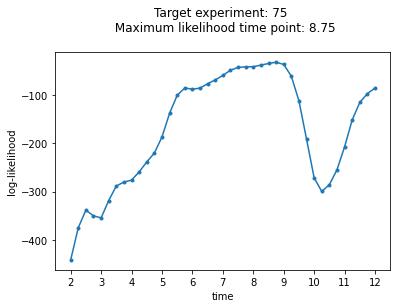 Target experiment: 75
Maximum likelihood time point: 8.75
log-likelihood
−100
−200
−300
−400
2 3 4 5 6 7 8 9 10 11 12
time